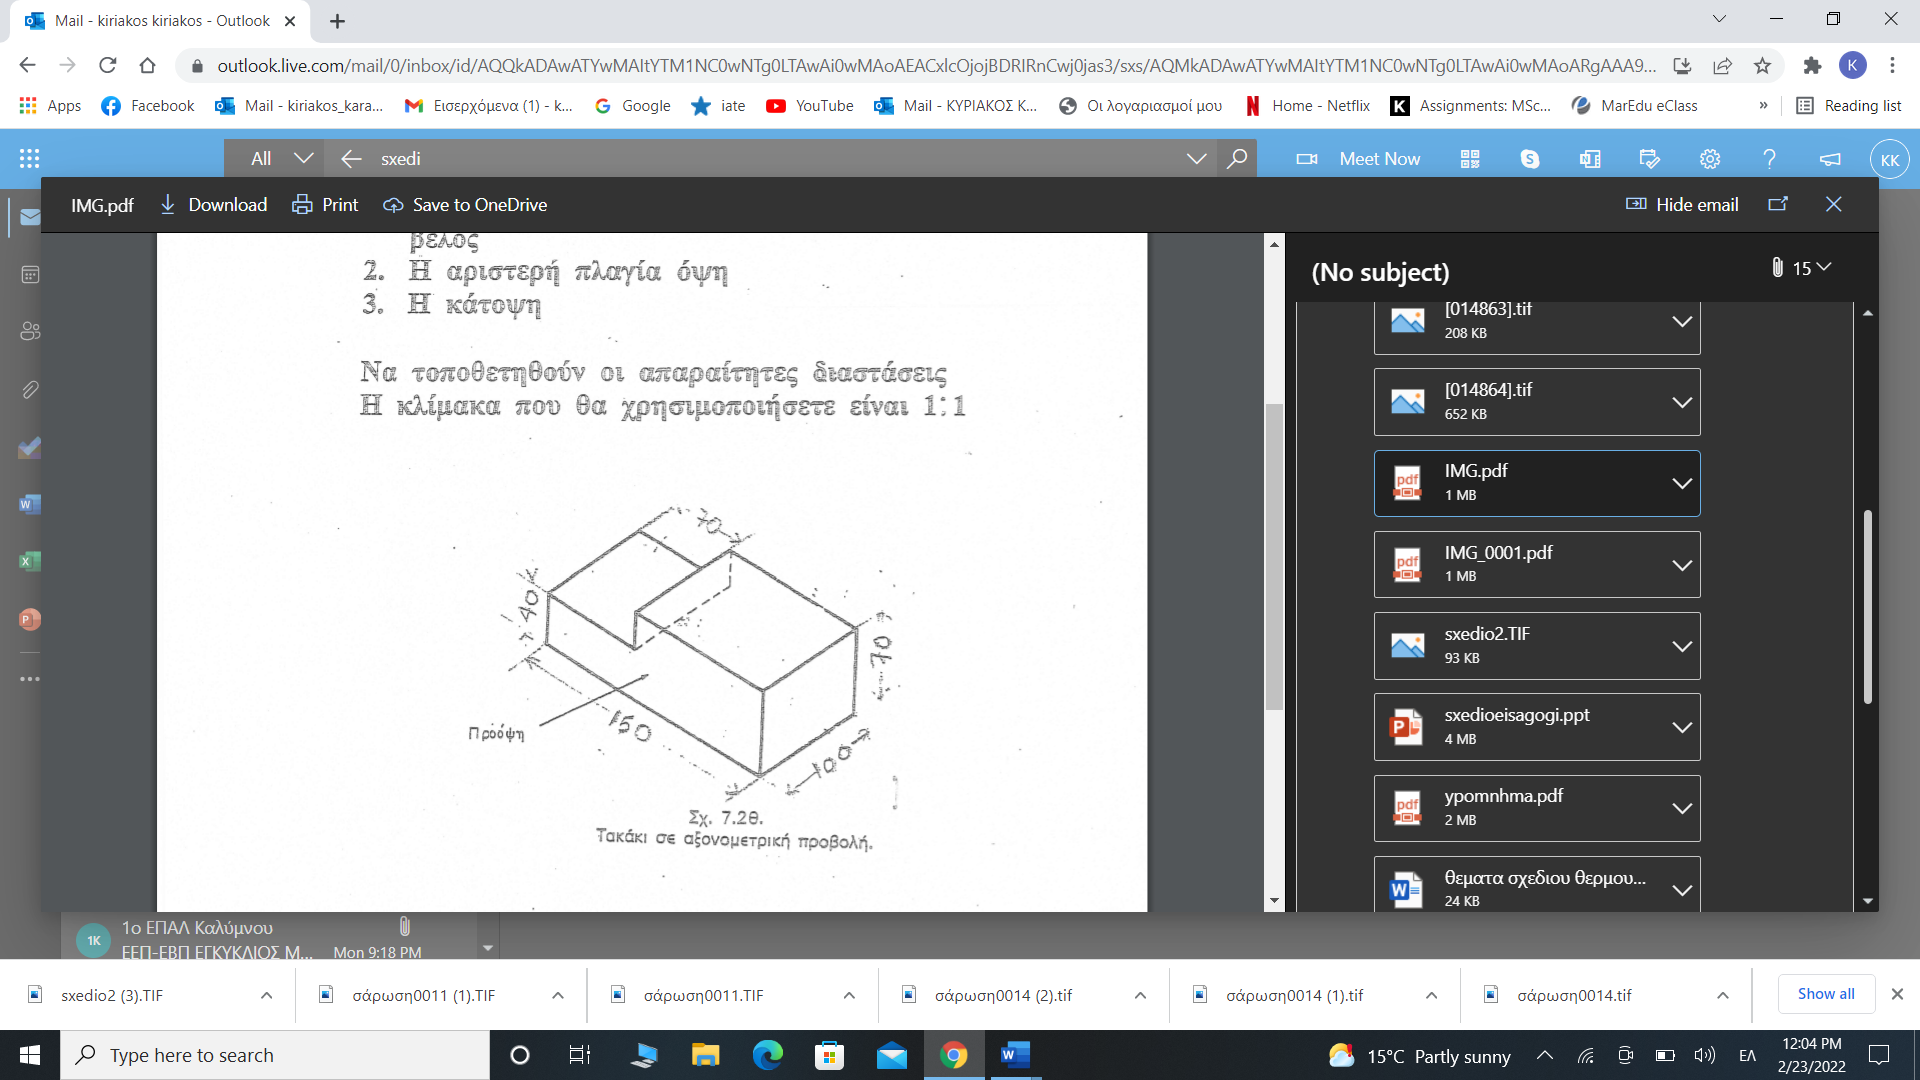 Mail - kiriakos kiriakos - Outlook
outlook.live.com/mail/0/inbox/id/AQQkADAwATYwMAItYTM1NC0wNTg0LTAwAi0wMAoAEACxlcOjojBDRIRnCwj0jas3/sxs/AQMkADAwATYwMAItYTM1NC0wNTg0LTAwAi0wMAoARgAAA9...
K
Apps
Facebook
Mail - kiriakos_kara...
Εισερχόμενα (1) - k...
Google
iate
YouTube
Mail - ΚΥΡΙΑΚΟΣ Κ...
Οι λογαριασμοί μου
Home - Netflix
Assignments: MSc...
MarEdu eClass
»
Reading list
All
sxedi
Meet Now
KK
IMG.pdf
Download
Print
Save to OneDrive
Hide email
βέλος
2. Η αριστερή πλαγία όψη
3. Η κάτοψη
Να τοποθετηθούν οι απαραίτητες διαστάσεις
Η κλίμακα που θα χρησιμοποιήσετε είναι 1:1
70
40
70
150
100
Πρόοψη
Σχ. 7.2θ.
Τακάκι σε αξονομετρική προβολή.
(No subject)
15
[014863].tif
208 KB
[014864].tif
652 KB
IMG.pdf
1 MB
IMG_0001.pdf
1 MB
sxedio2.TIF
93 KB
sxedioeisagogi.ppt
4 MB
ypomnhma.pdf
2 MB
θεματα σχεδιου θερμου...
24 KB
1K
1ο ΕΠΑΛ Καλύμνου
ΕΕΠ-ΕΒΠ ΕΓΚΥΚΛΙΟΣ Μ...
Mon 9:18 PM
sxedio2 (3).TIF
σάρωση0011 (1).TIF
σάρωση0011.TIF
σάρωση0014 (2).tif
σάρωση0014 (1).tif
σάρωση0014.tif
Show all
Type here to search
15°C Partly sunny
ΕΛ
12:04 PM
2/23/2022